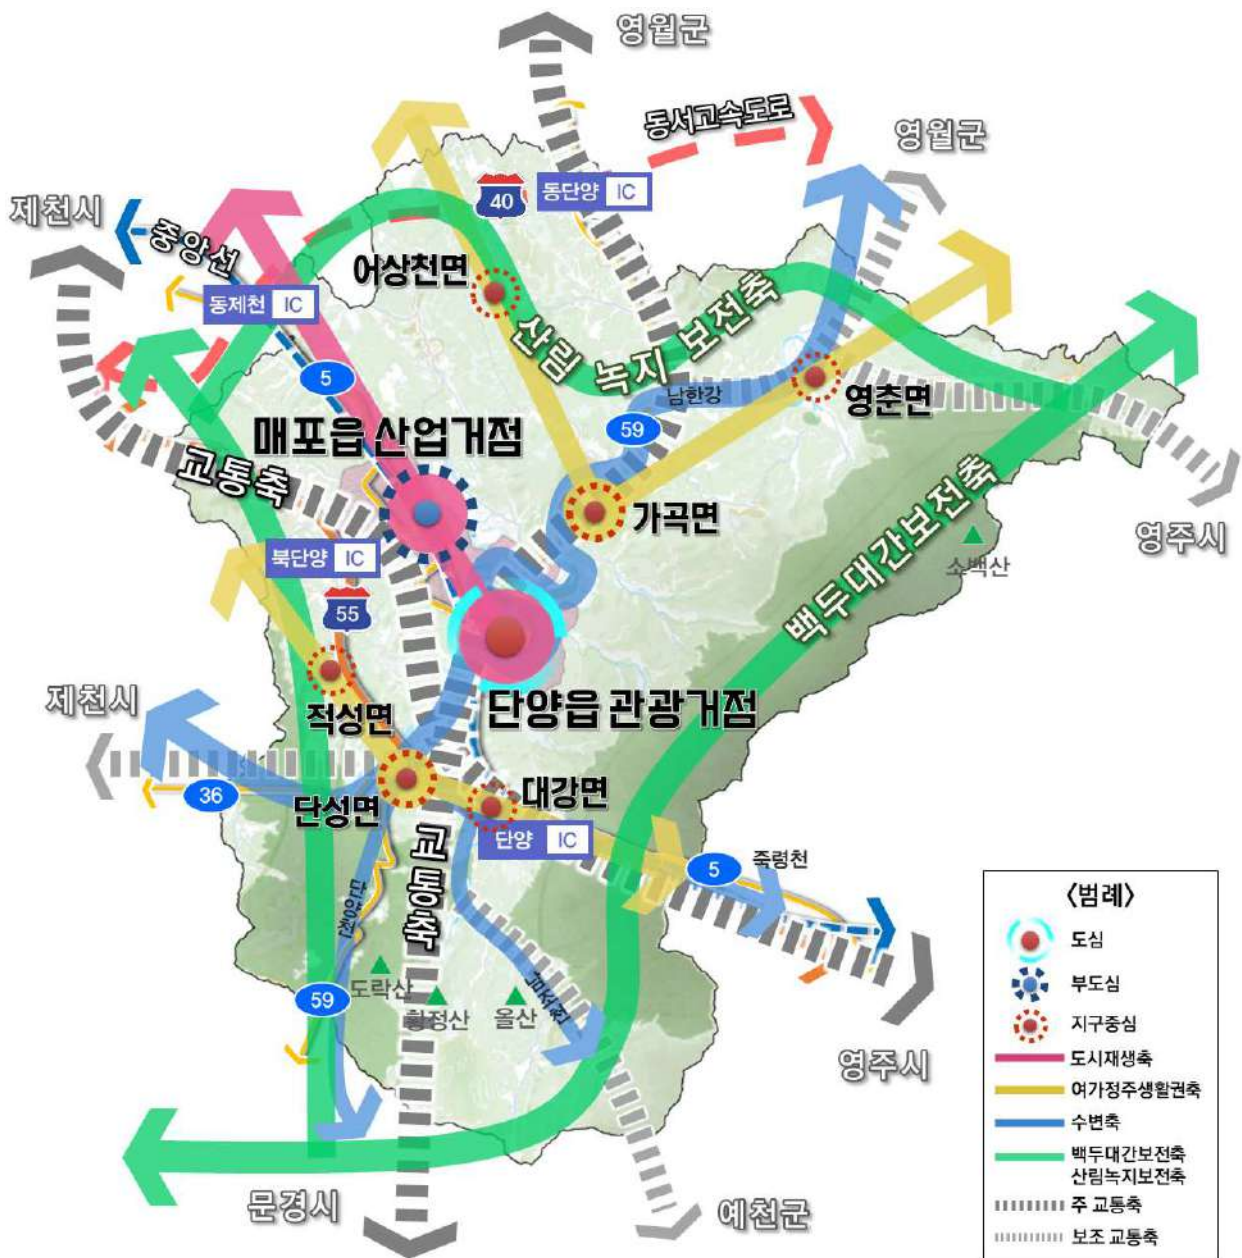 영월군
동서고속도로
영월군
제천시
중앙선
40
동단양 IC
어상천면
동제천 IC
산림 녹지 보전축
5
남한강
영춘면
59
매포읍 산업거점
교통축
가곡면
영주시
북단양 IC
소백산
백두대간보전축
55
제천시
적성면
단양읍 관광거점
36
단성면
대강면
단양 IC
5
죽령천
교통축
단양천
59
도락산
황정산
올산
남조천
영주시
문경시
예천군
<범례>
도심
부도심
지구중심
도시재생축
여가정주생활권축
수변축
백두대간보전축
산림녹지보전축
주 교통축
보조 교통축